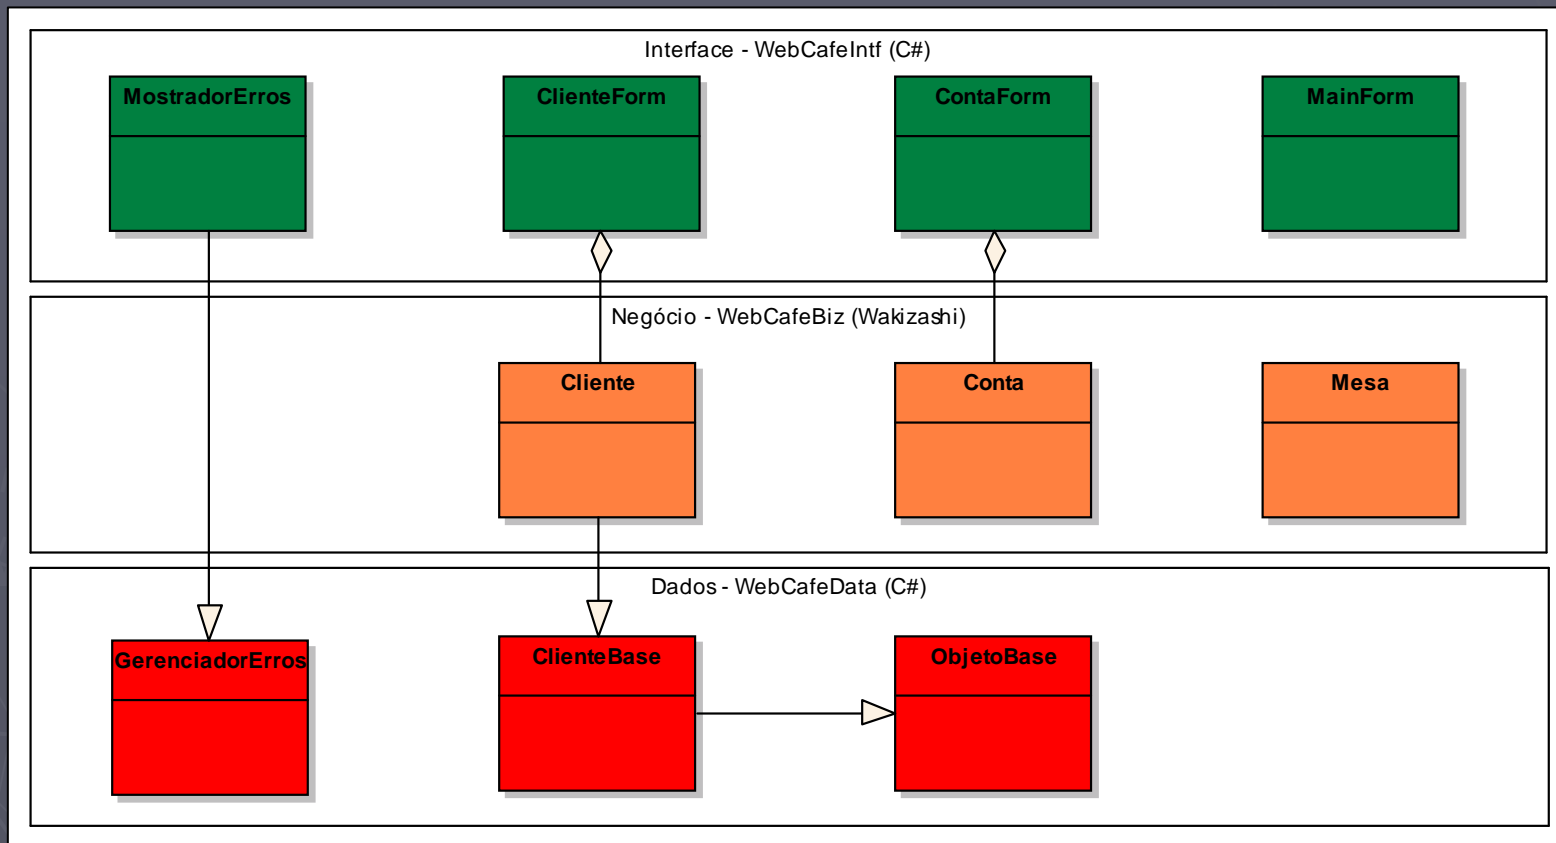 Interface - WebCafeIntf (C#)
MostradorErros
ClienteForm
ContaForm
MainForm
Negócio - WebCafeBiz (Wakizashi)
Cliente
Conta
Mesa
Dados - WebCafeData (C#)
GerenciadorErros
ClienteBase
ObjetoBase